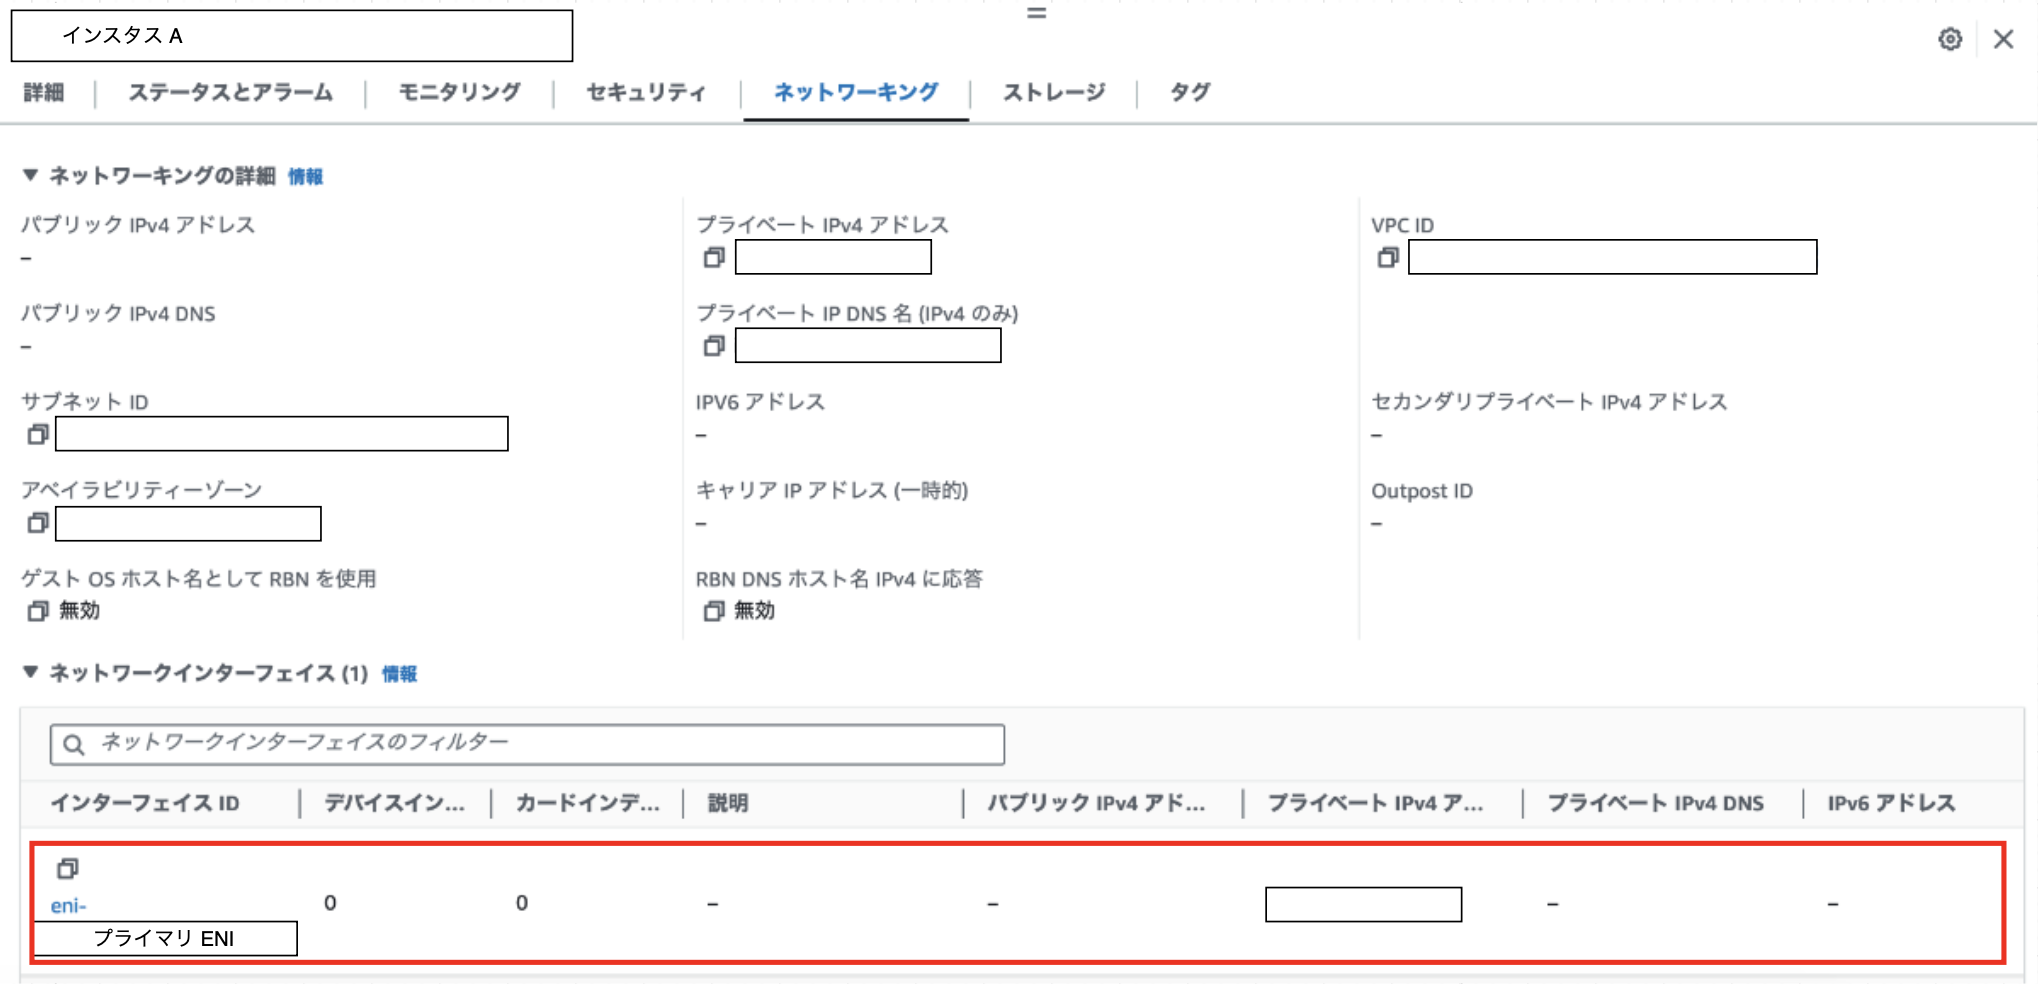 インスタス A
詳細 ステータスとアラーム モニタリング セキュリティ ネットワーキング ストレージ タグ
▼ ネットワーキングの詳細 情報
パブリック IPv4 アドレス プライベート IPv4 アドレス VPC ID
–
パブリック IPv4 DNS プライベート IP DNS 名 (IPv4 のみ)
–
サブネット ID IPV6 アドレス セカンダリプライベート IPv4 アドレス
– –
アベイラビリティーゾーン キャリア IP アドレス (一時的) Outpost ID
– –
ゲスト OS ホスト名として RBN を使用 RBN DNS ホスト名 IPv4 に応答
無効 無効
▼ ネットワークインターフェイス (1) 情報
ネットワークインターフェイスのフィルター
インターフェイス ID デバイスイン... カードインデ... 説明 パブリック IPv4 アド... プライベート IPv4 ア... プライベート IPv4 DNS IPv6 アドレス
eni- 0 0 – – – –
プライマリ ENI